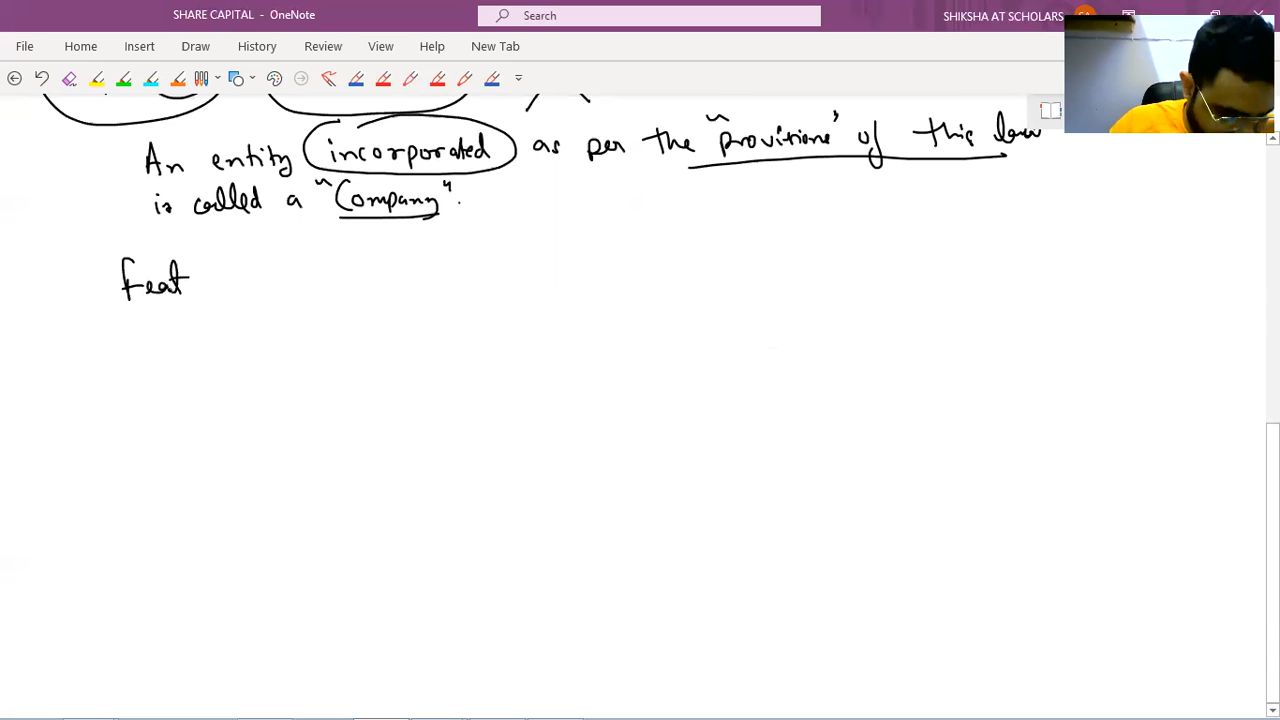 SHARE CAPITAL - OneNote
Search
SHIKSHA AT SCHOLARS
File Home Insert Draw History Review View Help New Tab
An entity incorporated as per the "provisions" of this law
is called a "Company".
Feat